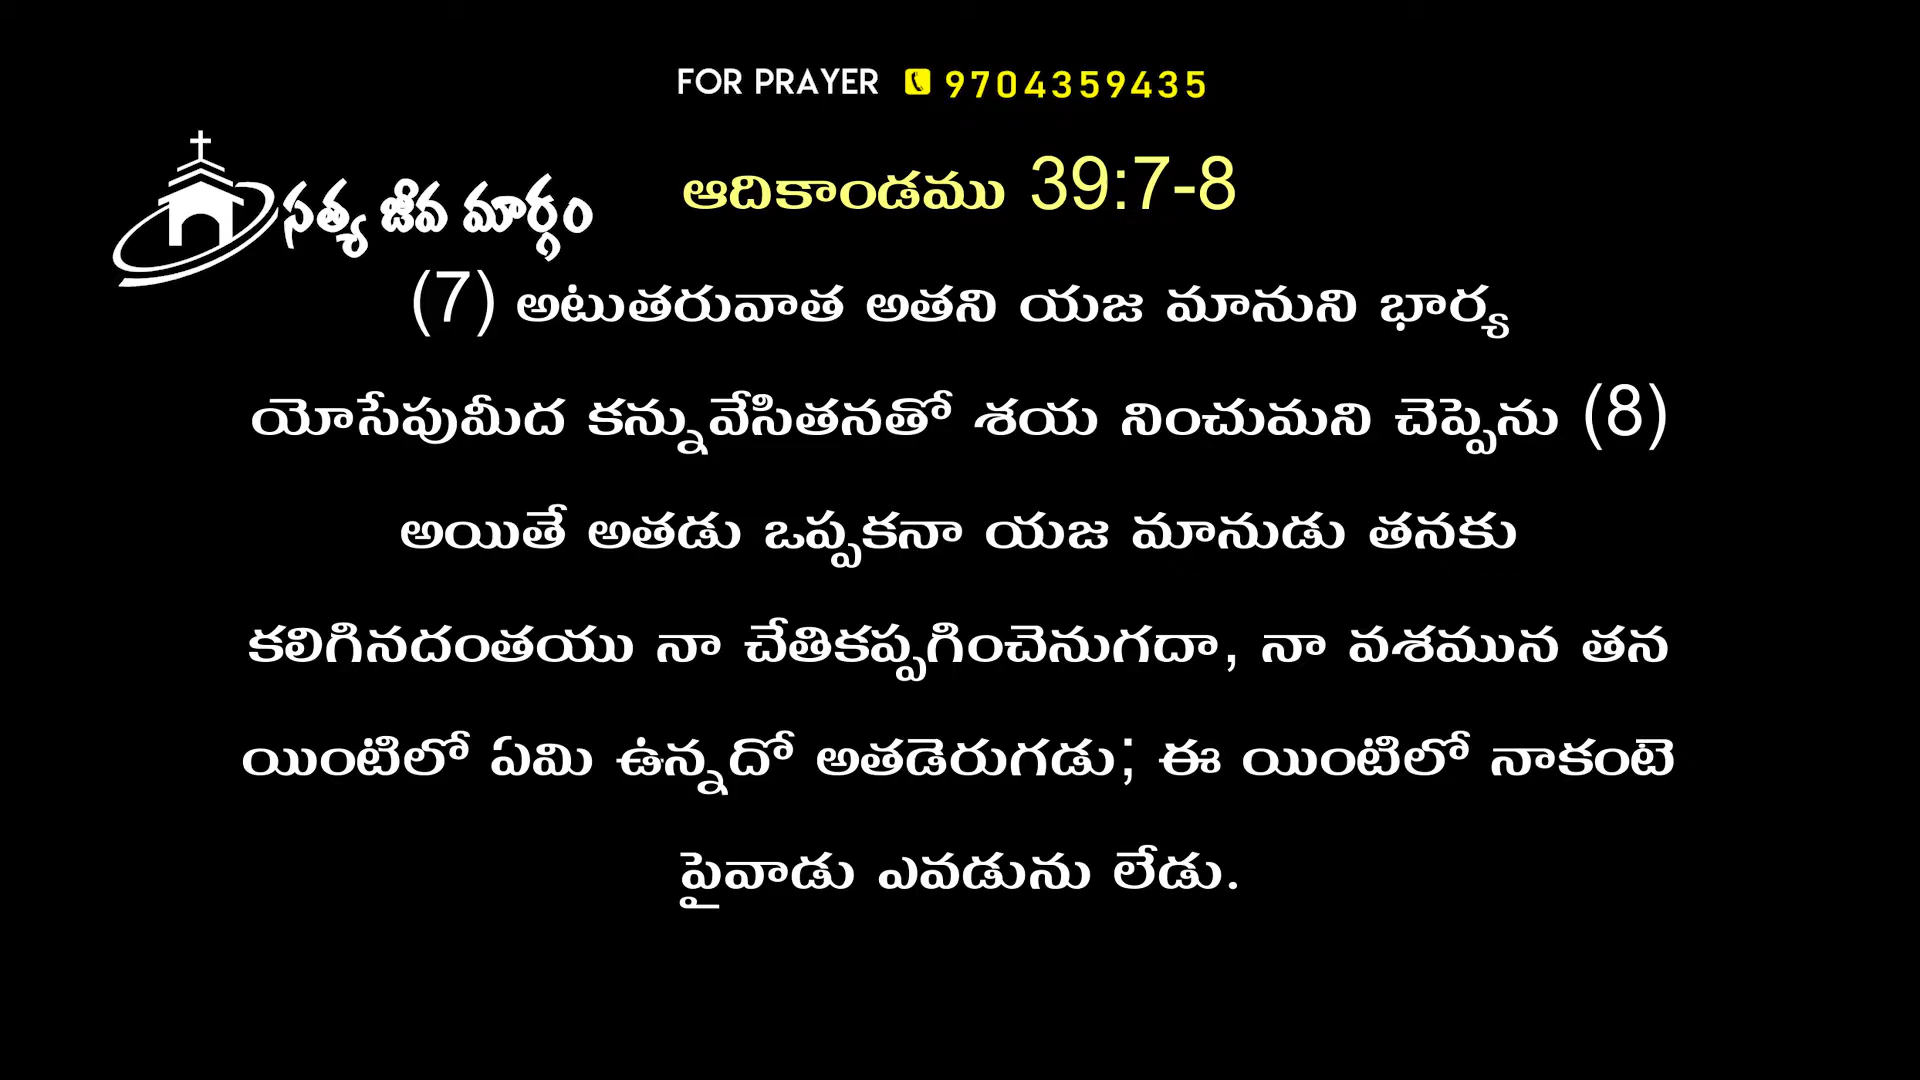 FOR PRAYER 9704359435
సత్య జీవ మార్గం
ఆదికాండము 39:7-8
(7) అటుతరువాత అతని యజ మానుని భార్య
యోసేపుమీద కన్నువేసితనతో శయ నించుమని చెప్పెను (8)
అయితే అతడు ఒప్పకనా యజ మానుడు తనకు
కలిగినదంతయు నా చేతికప్పగించెనుగదా, నా వశమున తన
యింటిలో ఏమి ఉన్నదో అతడెరుగడు; ఈ యింటిలో నాకంటె
పైవాడు ఎవడును లేడు.